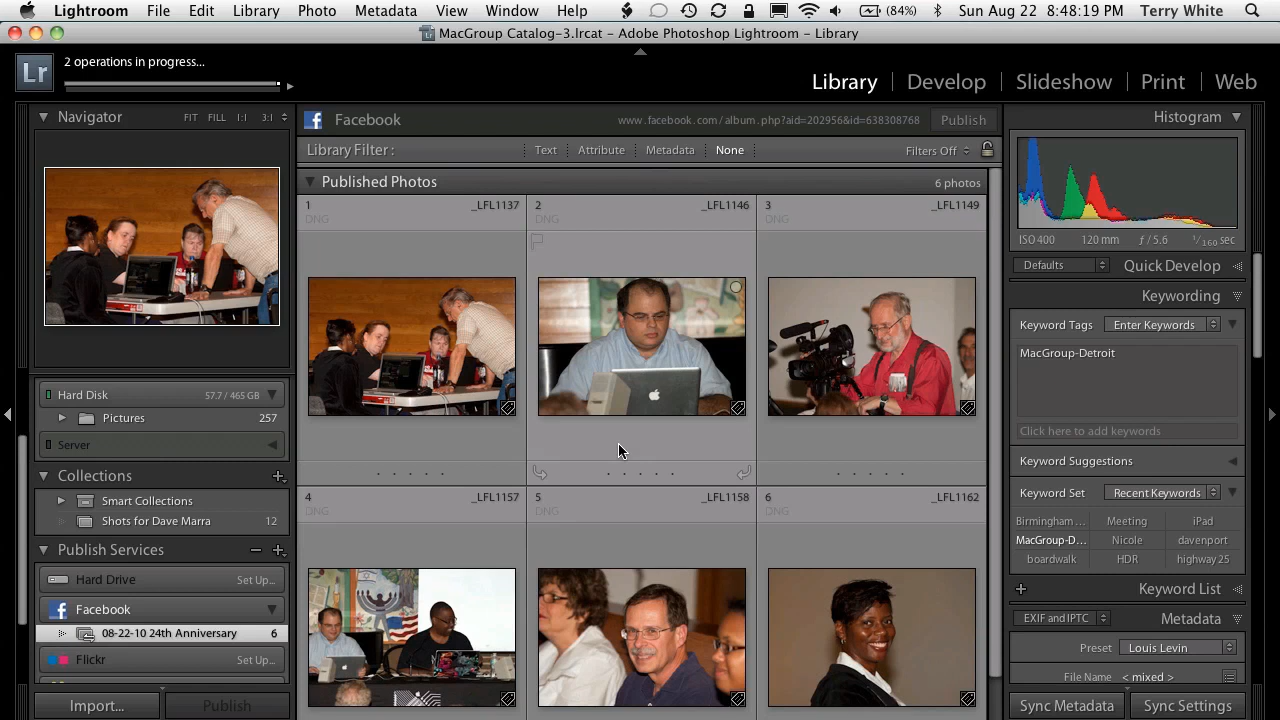 Lightroom File Edit Library Photo Metadata View Window Help (84%) Sun Aug 22 8:48:19 PM Terry White
MacGroup Catalog-3.lrcat - Adobe Photoshop Lightroom - Library
Lr
2 operations in progress...
Library Develop Slideshow Print Web
Navigator FIT FILL 1:1 3:1
Facebook www.facebook.com/album.php?aid=202956&id=638308768 Publish
Histogram
Library Filter : Text Attribute Metadata None Filters Off
Published Photos 6 photos
1 _LFL1137
DNG
2 _LFL1146
DNG
3 _LFL1149
DNG
ISO 400 120 mm ƒ / 5.6 1/160 sec
Defaults Quick Develop
Keywording
Keyword Tags Enter Keywords
MacGroup-Detroit
Click here to add keywords
Keyword Suggestions
Keyword Set Recent Keywords
Birmingham ... Meeting iPad
MacGroup-D... Nicole davenport
boardwalk HDR highway 25
Keyword List
EXIF and IPTC Metadata
Preset Louis Levin
File Name < mixed >
Sync Metadata Sync Settings
Hard Disk 57.7 / 465 GB
Pictures 257
Server
Collections
Smart Collections
Shots for Dave Marra 12
Publish Services
Hard Drive Set Up...
Facebook
08-22-10 24th Anniversary 6
Flickr Set Up...
Import... Publish
4 _LFL1157
DNG
5 _LFL1158
DNG
6 _LFL1162
DNG